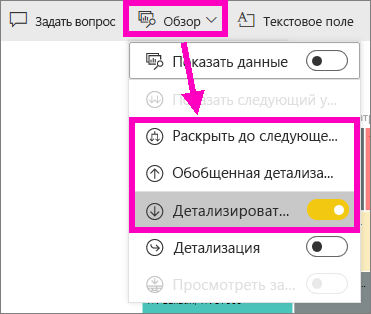 Задать вопрос
Обзор
Текстовое поле
Показать данные
Показать следующий у...
Раскрыть до следующе...
Обобщенная детализа...
Детализироват...
Детализация
Просмотреть за...